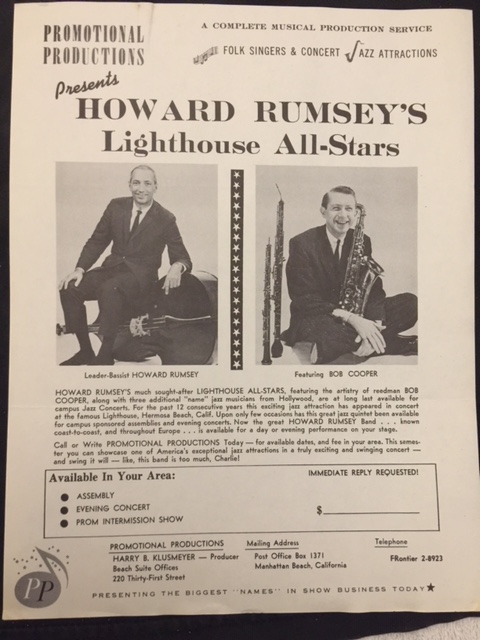 PROMOTIONAL
PRODUCTIONS
A COMPLETE MUSICAL PRODUCTION SERVICE
FOLK SINGERS & CONCERT JAZZ ATTRACTIONS
Presents
HOWARD RUMSEY'S
Lighthouse All-Stars
Leader-Bassist HOWARD RUMSEY
Featuring BOB COOPER
HOWARD RUMSEY'S much sought-after LIGHTHOUSE ALL-STARS, featuring the artistry of reedman BOB
COOPER, along with three additional "name" jazz musicians from Hollywood, are at long last available for
campus Jazz Concerts. For the past 12 consecutive years this exciting jazz attraction has appeared in concert
at the famous Lighthouse, Hermosa Beach, Calif. Upon only few occasions has this great jazz quintet been available
for campus sponsored assemblies and evening concerts. Now the great HOWARD RUMSEY Band . . . known
coast-to-coast, and throughout Europe . . . is available for a day or evening performance on your stage.
Call or Write PROMOTIONAL PRODUCTIONS Today — for available dates, and fee in your area. This semes-
ter you can showcase one of America's exceptional jazz attractions in a truly exciting and swinging concert —
and swing it will — like, this band is too much, Charlie!
Available In Your Area:
IMMEDIATE REPLY REQUESTED!
ASSEMBLY
EVENING CONCERT
PROM INTERMISSION SHOW
$
PROMOTIONAL PRODUCTIONS
HARRY B. KLUSMEYER — Producer
Beach Suite Offices
220 Thirty-First Street
Mailing Address
Post Office Box 1371
Manhattan Beach, California
Telephone
FRontier 2-8923
PP
PRESENTING THE BIGGEST "NAMES" IN SHOW BUSINESS TODAY